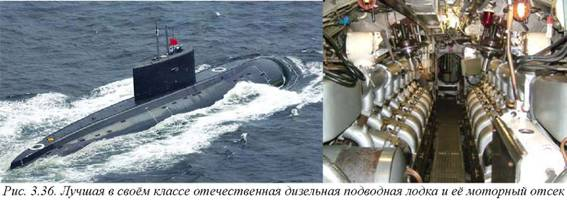 Рис. 3.36. Лучшая в своём классе отечественная дизельная подводная лодка и её моторный отсек